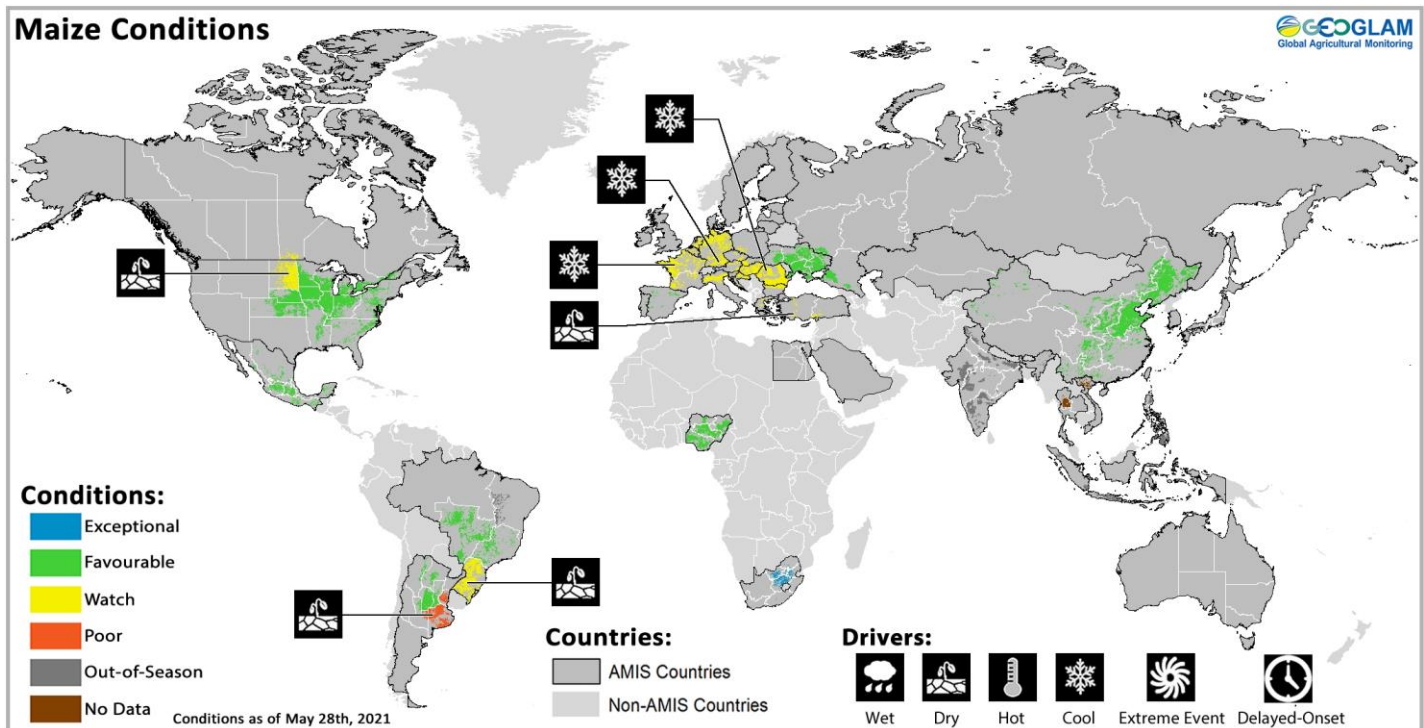 Maize Conditions
GEOGLAM
Global Agricultural Monitoring
Conditions:
Exceptional
Favourable
Watch
Poor
Out-of-Season
No Data
Conditions as of May 28th, 2021
Countries:
AMIS Countries
Non-AMIS Countries
Drivers:
Wet
Dry
Hot
Cool
Extreme Event
Delayed-Onset